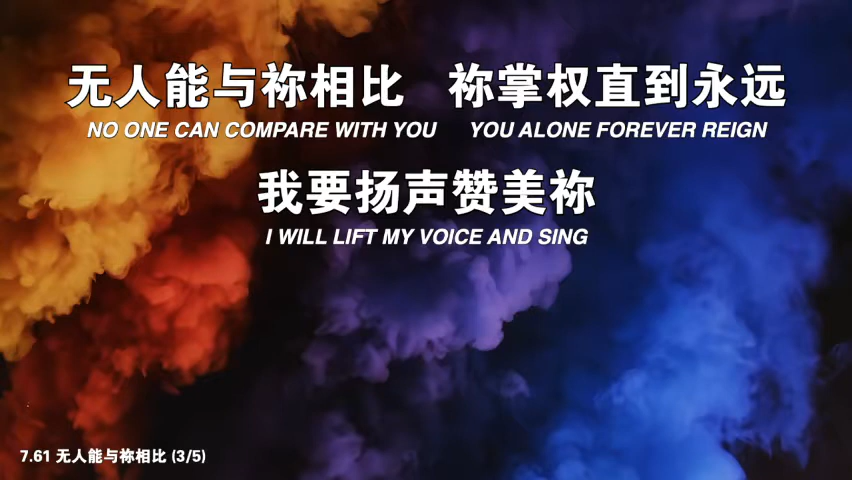 无人能与祢相比 祢掌权直到永远
NO ONE CAN COMPARE WITH YOU YOU ALONE FOREVER REIGN
我要扬声赞美祢
I WILL LIFT MY VOICE AND SING
7.61 无人能与祢相比 (3/5)